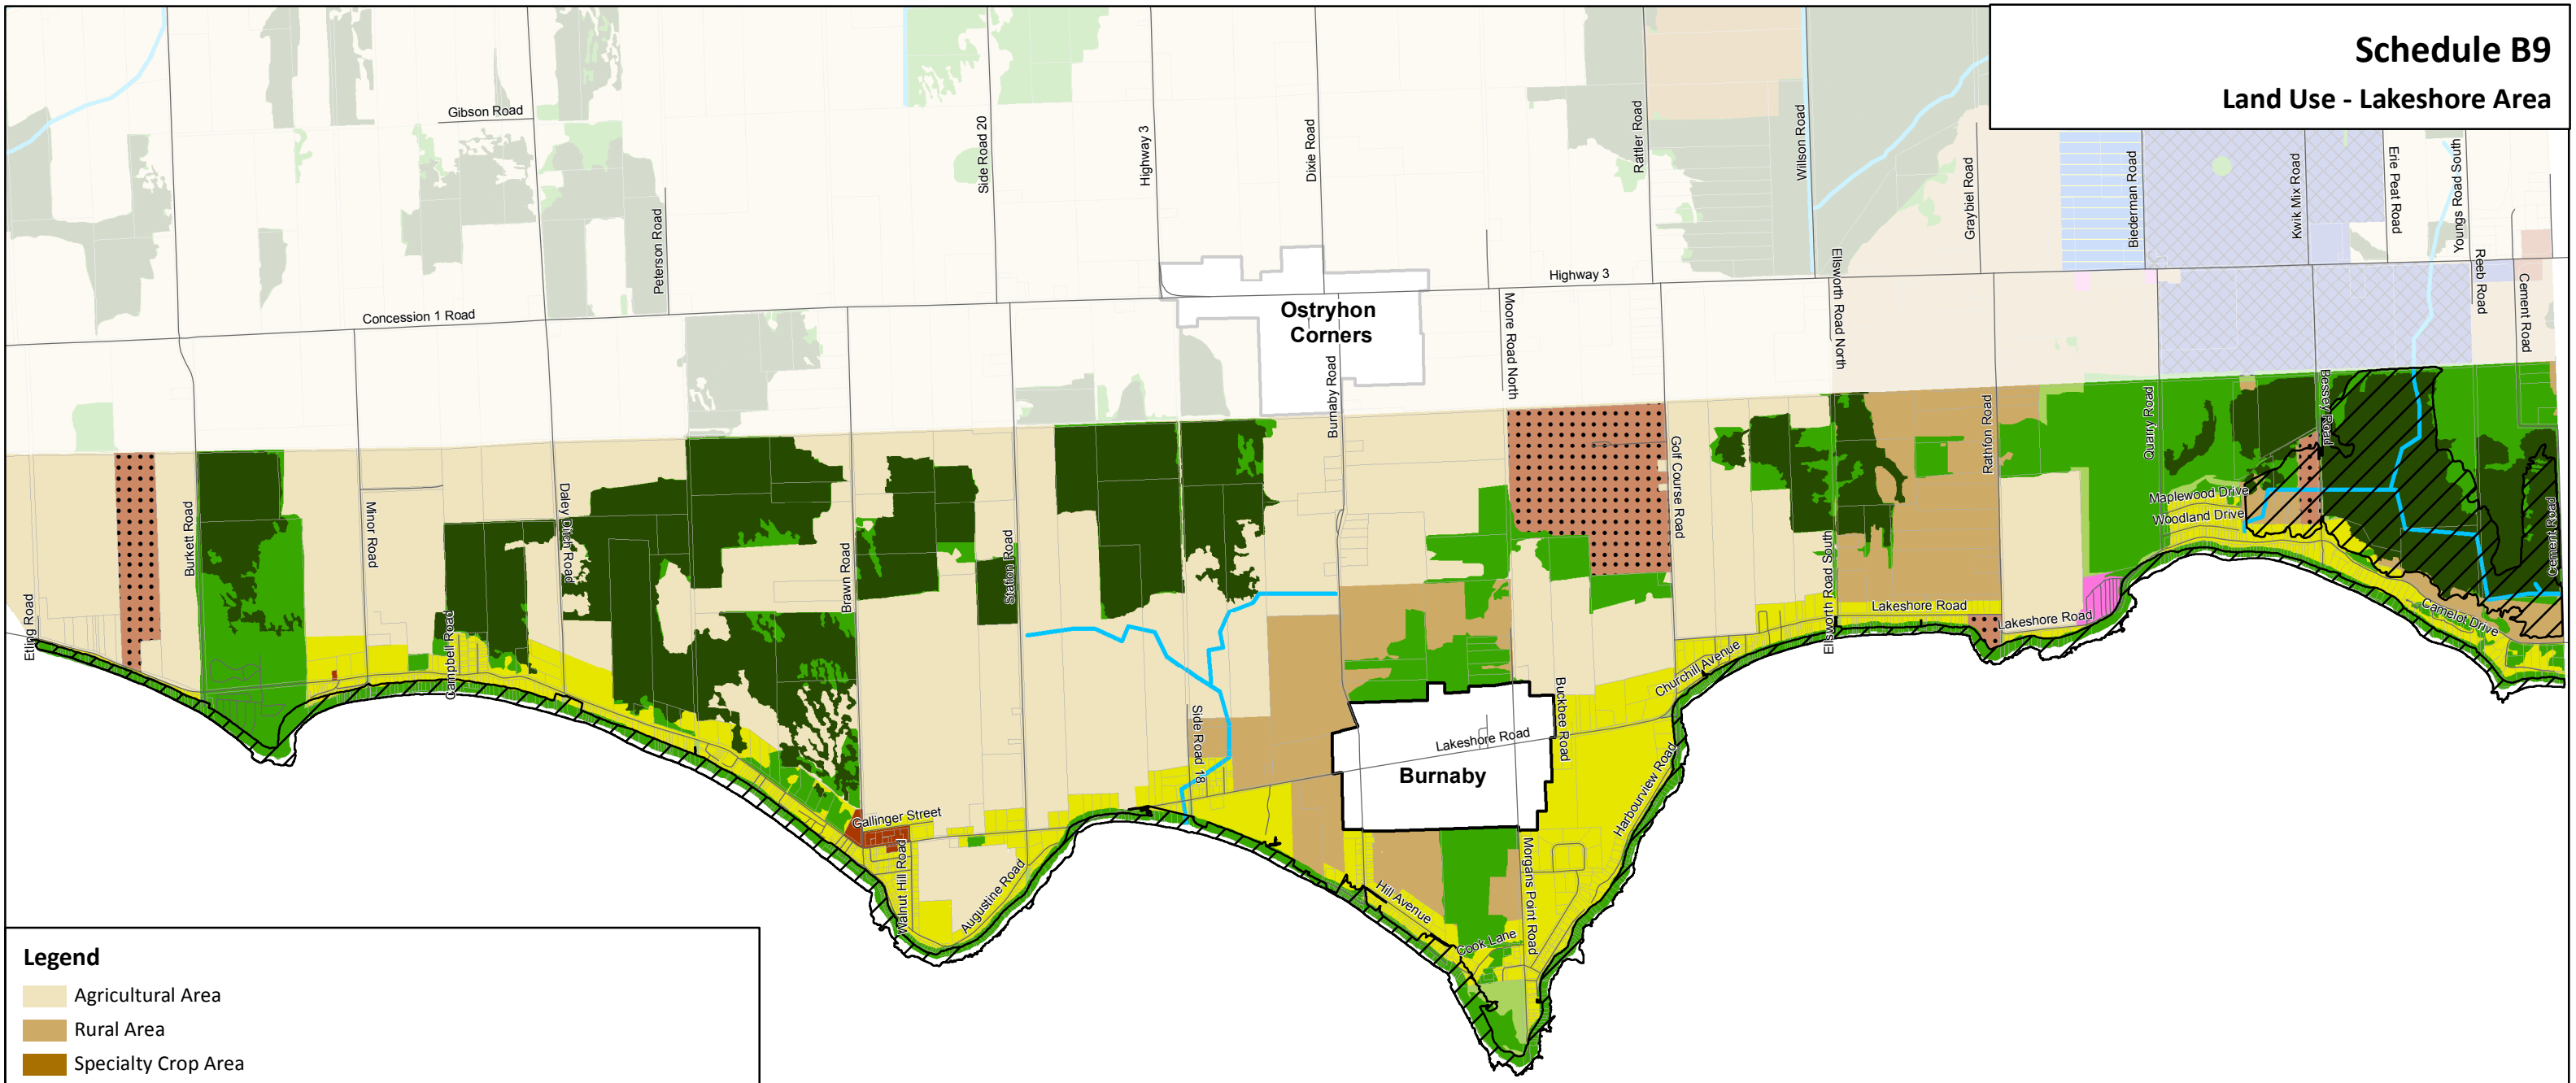 Schedule B9
Land Use - Lakeshore Area
Gibson Road
Peterson Road
Side Road 20
Highway 3
Dixie Road
Rattler Road
Willson Road
Graybiel Road
Biederman Road
Kwik Mix Road
Erie Peat Road
Youngs Road South
Concession 1 Road
Highway 3
Ostryhon
Corners
Burnaby Road
Moore Road North
Ellsworth Road North
Reeb Road
Cement Road
Etling Road
Burkett Road
Minor Road
Campbell Road
Daley Ditch Road
Brawn Road
Station Road
Side Road 18
Golf Course Road
Ellsworth Road South
Rathfon Road
Quarry Road
Bessey Road
Maplewood Drive
Woodland Drive
Cement Road
Lakeshore Road
Lakeshore Road
Camelot Drive
Churchill Avenue
Buckbee Road
Lakeshore Road
Burnaby
Harbourview Road
Gallinger Street
Walnut Hill Road
Augustine Road
Hill Avenue
Cook Lane
Morgans Point Road
Legend
Agricultural Area
Rural Area
Specialty Crop Area